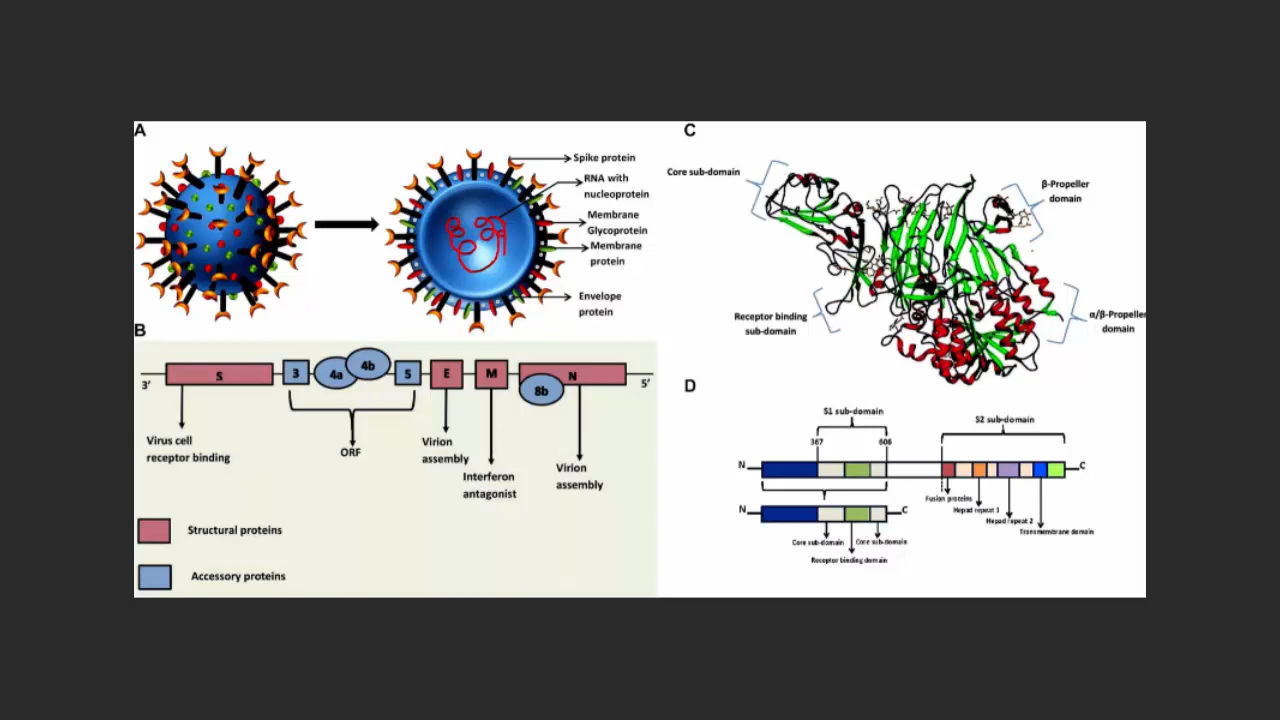 A
Spike protein
RNA with
nucleoprotein
Membrane
Glycoprotein
Membrane
protein
Envelope
protein
B
S
3
4a
4b
5
E
M
N
8b
3’
5’
Virus cell
receptor binding
ORF
Virion
assembly
Interferon
antagonist
Virion
assembly
Structural proteins
Accessory proteins
C
Core sub-domain
β-Propeller
domain
Receptor binding
sub-domain
α/β-Propeller
domain
D
S1 sub-domain
S2 sub-domain
367
606
N
C
Fusion proteins
Hepad repeat 1
Hepad repeat 2
Transmembrane domain
N
C
Core sub-domain
Core sub-domain
Receptor binding domain